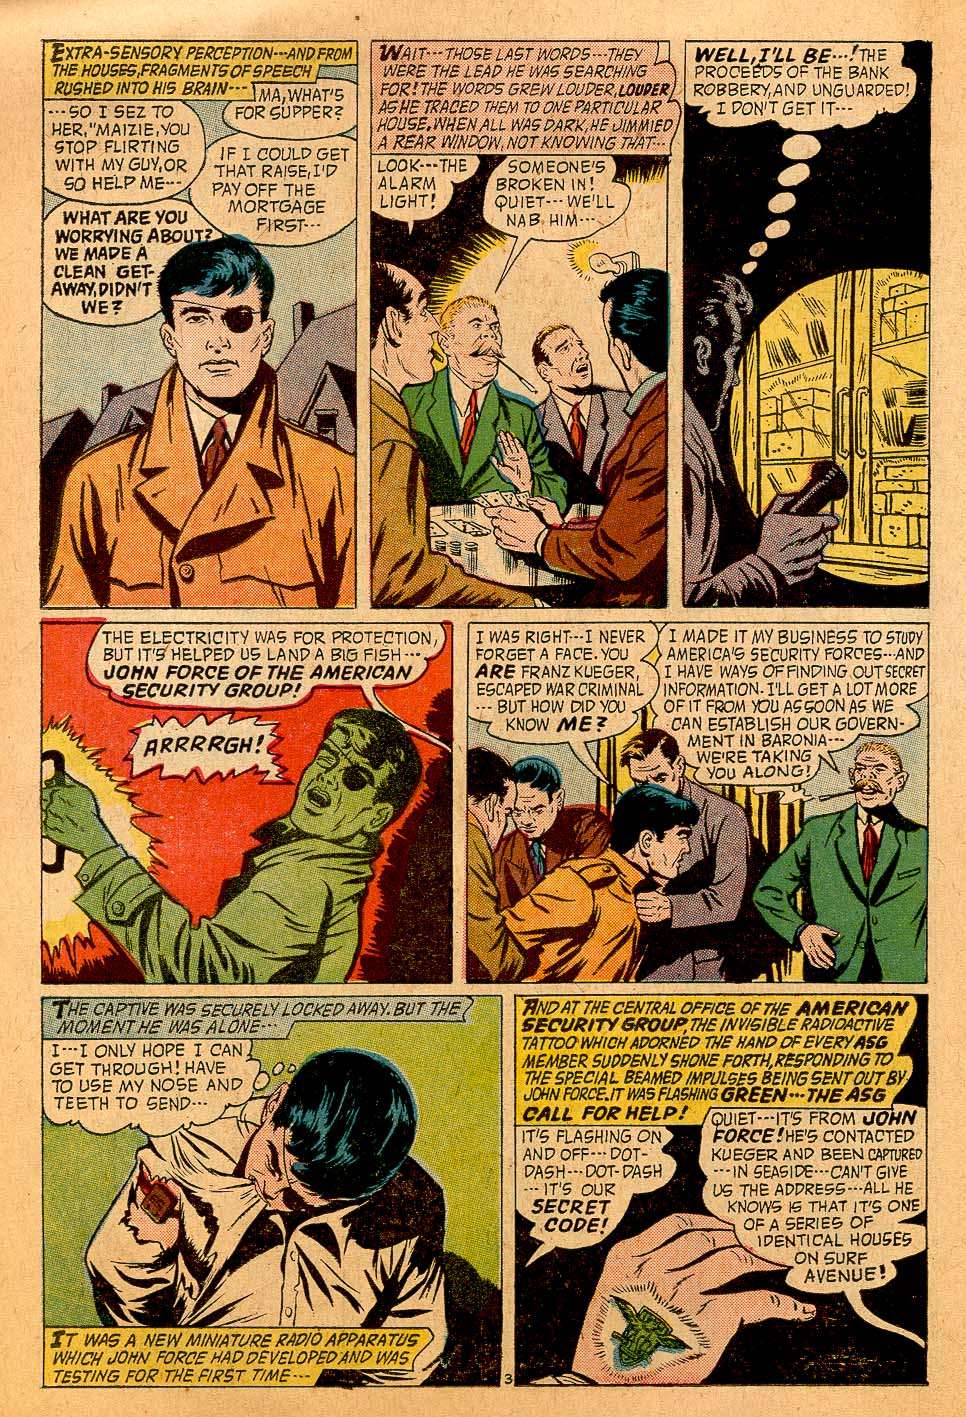 EXTRA-SENSORY PERCEPTION---AND FROM
THE HOUSES, FRAGMENTS OF SPEECH
RUSHED INTO HIS BRAIN---
---SO I SEZ TO
HER, "MAIZIE, YOU
STOP FLIRTING
WITH MY GUY, OR
SO HELP ME---
MA, WHAT'S
FOR SUPPER?
IF I COULD GET
THAT RAISE, I'D
PAY OFF THE
MORTGAGE
FIRST---
WHAT ARE YOU
WORRYING ABOUT?
WE MADE A
CLEAN GET-
AWAY, DIDN'T
WE?
WAIT---THOSE LAST WORDS---THEY
WERE THE LEAD HE WAS SEARCHING
FOR! THE WORDS GREW LOUDER, LOUDER
AS HE TRACED THEM TO ONE PARTICULAR
HOUSE. WHEN ALL WAS DARK, HE JIMMIED
A REAR WINDOW, NOT KNOWING THAT---
LOOK---THE
ALARM
LIGHT!
SOMEONE'S
BROKEN IN!
QUIET---WE'LL
NAB HIM---
WELL, I'LL BE---! THE
PROCEEDS OF THE BANK
ROBBERY, AND UNGUARDED!
I DON'T GET IT---
THE ELECTRICITY WAS FOR PROTECTION,
BUT IT'S HELPED US LAND A BIG FISH---
JOHN FORCE OF THE AMERICAN
SECURITY GROUP!
ARRRRGH!
I WAS RIGHT---I NEVER
FORGET A FACE. YOU
ARE FRANZ KUEGER,
ESCAPED WAR CRIMINAL
---BUT HOW DID YOU
KNOW ME?
I MADE IT MY BUSINESS TO STUDY
AMERICA'S SECURITY FORCES---AND
I HAVE WAYS OF FINDING OUT SECRET
INFORMATION. I'LL GET A LOT MORE
OF IT FROM YOU AS SOON AS WE
CAN ESTABLISH OUR GOVERN-
MENT IN BARONIA---
WE'RE TAKING
YOU ALONG!
THE CAPTIVE WAS SECURELY LOCKED AWAY. BUT THE
MOMENT HE WAS ALONE---
I---I ONLY HOPE I CAN
GET THROUGH! HAVE
TO USE MY NOSE AND
TEETH TO SEND---
IT WAS A NEW MINIATURE RADIO APPARATUS
WHICH JOHN FORCE HAD DEVELOPED AND WAS
TESTING FOR THE FIRST TIME---
AND AT THE CENTRAL OFFICE OF THE AMERICAN
SECURITY GROUP, THE INVISIBLE RADIOACTIVE
TATTOO WHICH ADORNED THE HAND OF EVERY ASG
MEMBER SUDDENLY SHONE FORTH, RESPONDING TO
THE SPECIAL BEAMED IMPULSES BEING SENT OUT BY
JOHN FORCE. IT WAS FLASHING GREEN---THE ASG
CALL FOR HELP!
IT'S FLASHING ON
AND OFF---DOT-
DASH---DOT-DASH
---IT'S OUR
SECRET
CODE!
QUIET---IT'S FROM JOHN
FORCE! HE'S CONTACTED
KUEGER AND BEEN CAPTURED
---IN SEASIDE---CAN'T GIVE
US THE ADDRESS---ALL HE
KNOWS IS THAT IT'S ONE
OF A SERIES OF
IDENTICAL HOUSES
ON SURF
AVENUE!
3